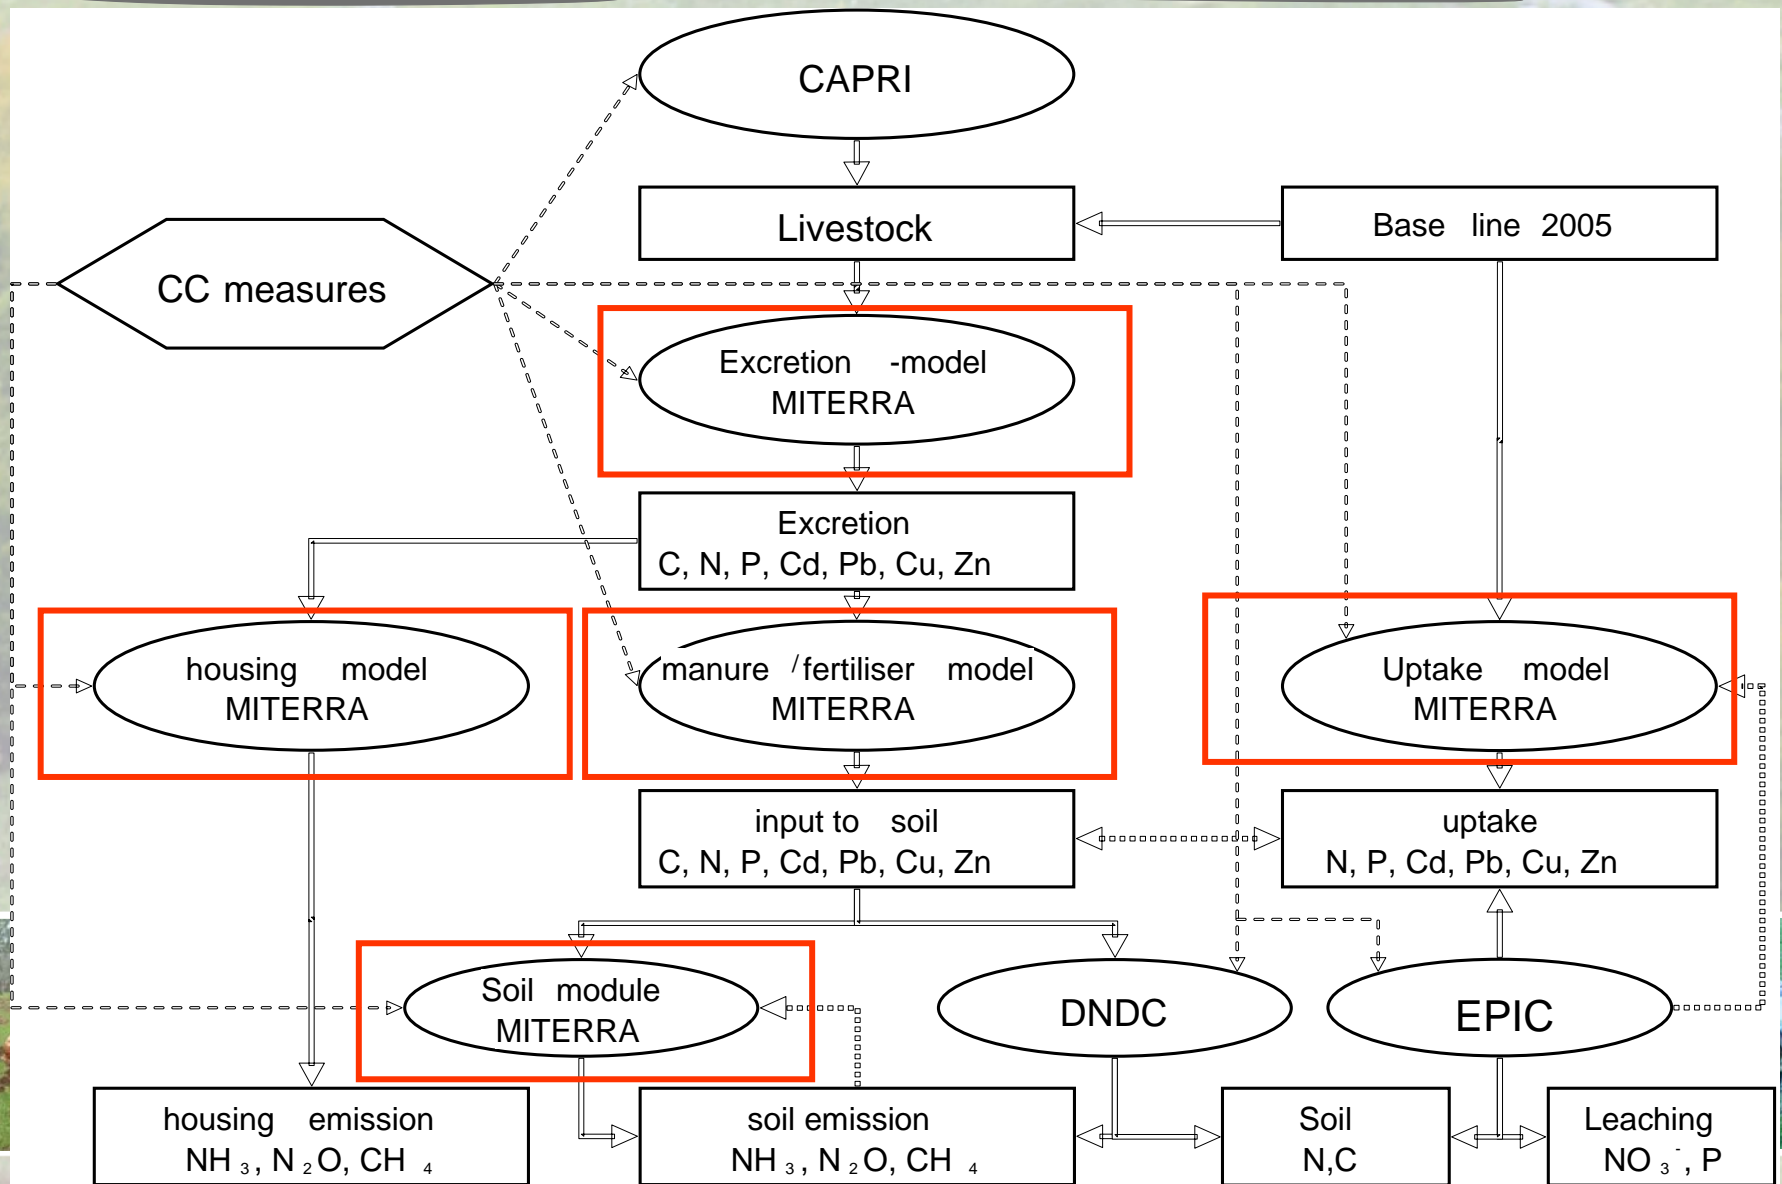 CAPRI
Livestock
Base line 2005
CC measures
Excretion -model
MITERRA
Excretion
C, N, P, Cd, Pb, Cu, Zn
housing model
MITERRA
manure /fertiliser model
MITERRA
Uptake model
MITERRA
input to soil
C, N, P, Cd, Pb, Cu, Zn
uptake
N, P, Cd, Pb, Cu, Zn
Soil module
MITERRA
DNDC
EPIC
housing emission
NH₃, N₂O, CH₄
soil emission
NH₃, N₂O, CH₄
Soil
N,C
Leaching
NO₃⁻, P